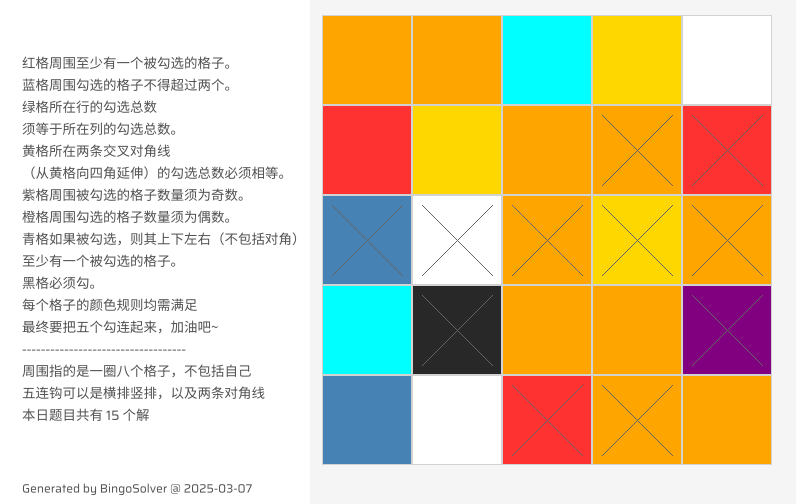 红格周围至少有一个被勾选的格子。
蓝格周围勾选的格子不得超过两个。
绿格所在行的勾选总数
须等于所在列的勾选总数。
黄格所在两条交叉对角线
（从黄格向四角延伸）的勾选总数必须相等。
紫格周围被勾选的格子数量须为奇数。
橙格周围勾选的格子数量须为偶数。
青格如果被勾选，则其上下左右（不包括对角）
至少有一个被勾选的格子。
黑格必须勾。
每个格子的颜色规则均需满足
最终要把五个勾连起来，加油吧~
-----------------------------------
周围指的是一圈八个格子，不包括自己
五连钩可以是横排竖排，以及两条对角线
本日题目共有 15 个解
Generated by BingoSolver @ 2025-03-07